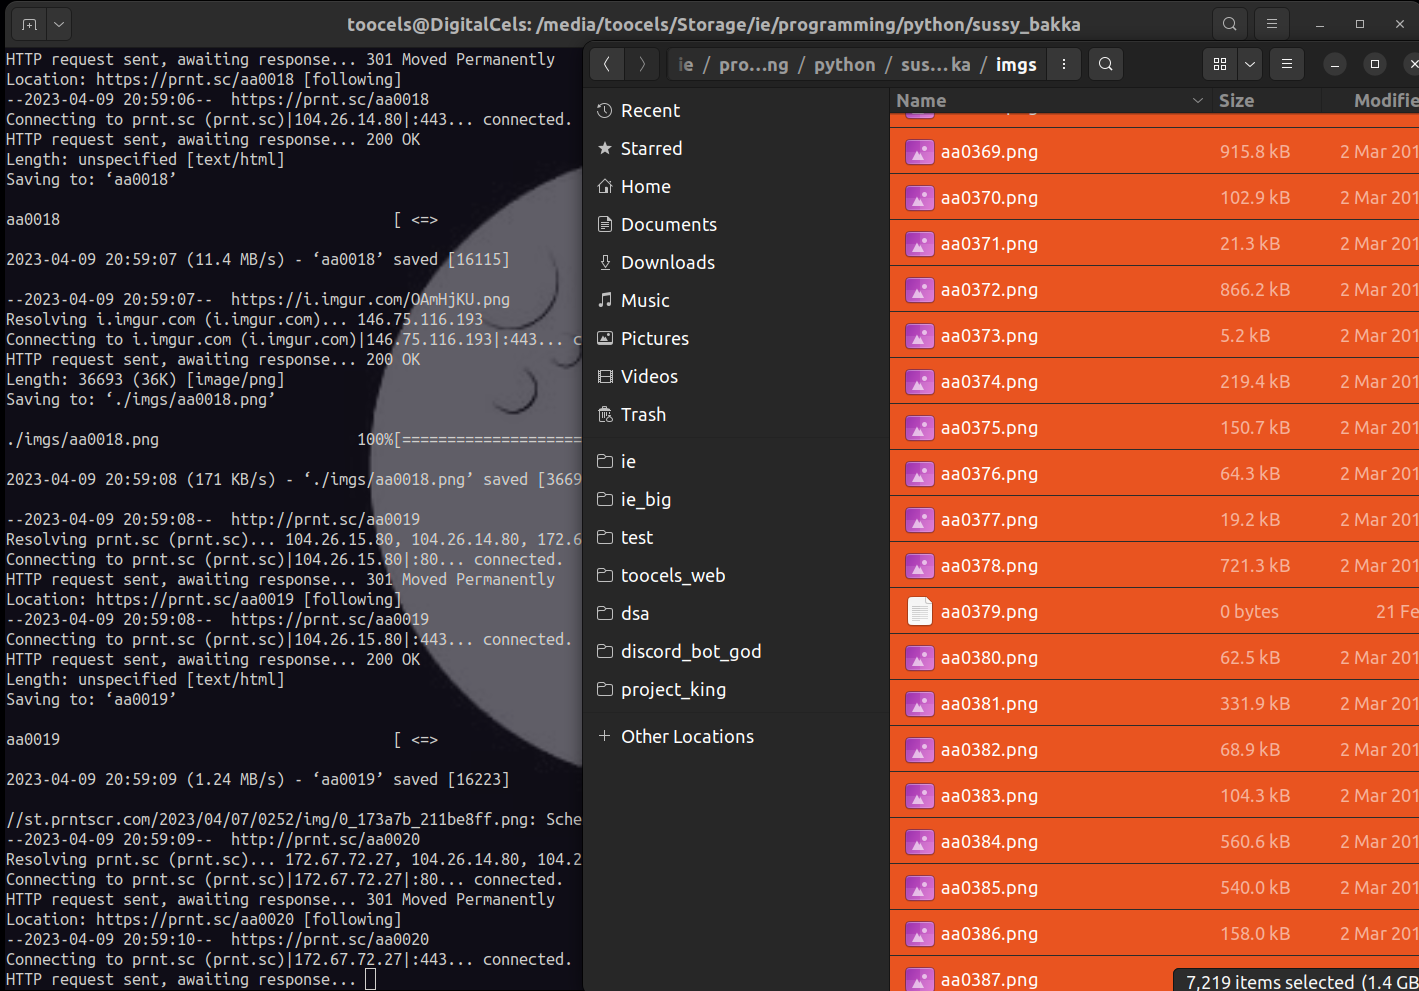 toocels@DigitalCels: /media/toocels/Storage/ie/programming/python/sussy_bakka
HTTP request sent, awaiting response... 301 Moved Permanently
Location: https://prnt.sc/aa0018 [following]
--2023-04-09 20:59:06--  https://prnt.sc/aa0018
Connecting to prnt.sc (prnt.sc)|104.26.14.80|:443... connected.
HTTP request sent, awaiting response... 200 OK
Length: unspecified [text/html]
Saving to: ‘aa0018’
aa0018 [ <=>
2023-04-09 20:59:07 (11.4 MB/s) - ‘aa0018’ saved [16115]
--2023-04-09 20:59:07--  https://i.imgur.com/OAmHjKU.png
Resolving i.imgur.com (i.imgur.com)... 146.75.116.193
Connecting to i.imgur.com (i.imgur.com)|146.75.116.193|:443... c
HTTP request sent, awaiting response... 200 OK
Length: 36693 (36K) [image/png]
Saving to: ‘./imgs/aa0018.png’
./imgs/aa0018.png 100%[====================
2023-04-09 20:59:08 (171 KB/s) - ‘./imgs/aa0018.png’ saved [3669
--2023-04-09 20:59:08--  http://prnt.sc/aa0019
Resolving prnt.sc (prnt.sc)... 104.26.15.80, 104.26.14.80, 172.6
Connecting to prnt.sc (prnt.sc)|104.26.15.80|:80... connected.
HTTP request sent, awaiting response... 301 Moved Permanently
Location: https://prnt.sc/aa0019 [following]
--2023-04-09 20:59:08--  https://prnt.sc/aa0019
Connecting to prnt.sc (prnt.sc)|104.26.15.80|:443... connected.
HTTP request sent, awaiting response... 200 OK
Length: unspecified [text/html]
Saving to: ‘aa0019’
aa0019 [ <=>
2023-04-09 20:59:09 (1.24 MB/s) - ‘aa0019’ saved [16223]
//st.prntscr.com/2023/04/07/0252/img/0_173a7b_211be8ff.png: Sche
--2023-04-09 20:59:09--  http://prnt.sc/aa0020
Resolving prnt.sc (prnt.sc)... 172.67.72.27, 104.26.14.80, 104.2
Connecting to prnt.sc (prnt.sc)|172.67.72.27|:80... connected.
HTTP request sent, awaiting response... 301 Moved Permanently
Location: https://prnt.sc/aa0020 [following]
--2023-04-09 20:59:10--  https://prnt.sc/aa0020
Connecting to prnt.sc (prnt.sc)|172.67.72.27|:443... connected.
HTTP request sent, awaiting response...
ie / pro...ng / python / sus...ka / imgs
Recent
Starred
Home
Documents
Downloads
Music
Pictures
Videos
Trash
ie
ie_big
test
toocels_web
dsa
discord_bot_god
project_king
+ Other Locations
Name Size Modifie
aa0369.png 915.8 kB 2 Mar 201
aa0370.png 102.9 kB 2 Mar 201
aa0371.png 21.3 kB 2 Mar 201
aa0372.png 866.2 kB 2 Mar 201
aa0373.png 5.2 kB 2 Mar 201
aa0374.png 219.4 kB 2 Mar 201
aa0375.png 150.7 kB 2 Mar 201
aa0376.png 64.3 kB 2 Mar 201
aa0377.png 19.2 kB 2 Mar 201
aa0378.png 721.3 kB 2 Mar 201
aa0379.png 0 bytes 21 Fe
aa0380.png 62.5 kB 2 Mar 201
aa0381.png 331.9 kB 2 Mar 201
aa0382.png 68.9 kB 2 Mar 201
aa0383.png 104.3 kB 2 Mar 201
aa0384.png 560.6 kB 2 Mar 201
aa0385.png 540.0 kB 2 Mar 201
aa0386.png 158.0 kB 2 Mar 201
aa0387.png
7,219 items selected (1.4 GB